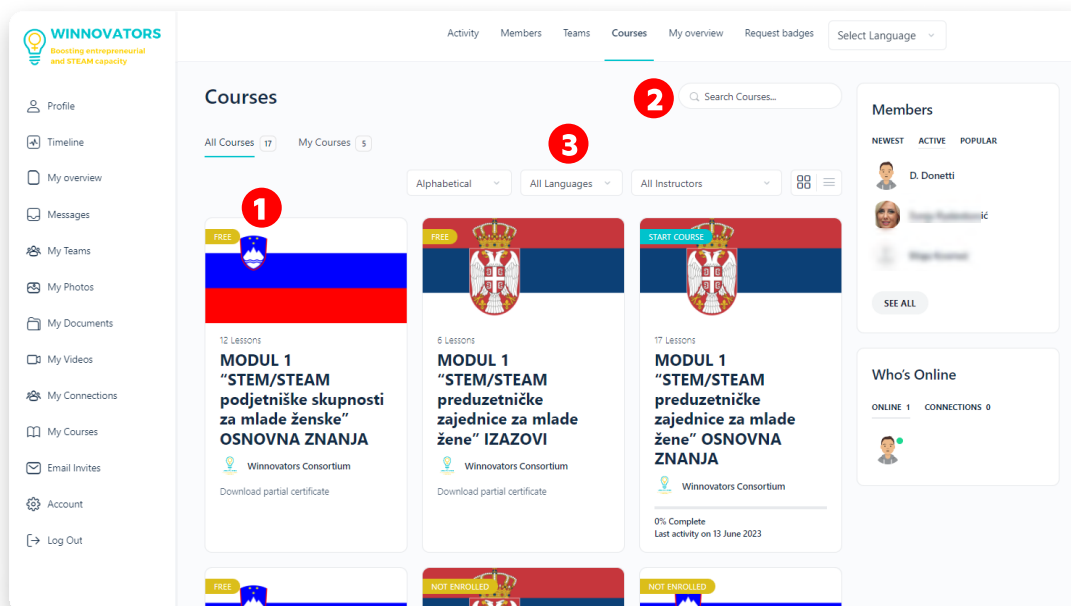 WINNOVATORS
Boosting entrepreneurial
and STEAM capacity
Activity
Members
Teams
Courses
My overview
Request badges
Select Language
Profile
Timeline
My overview
Messages
My Teams
My Photos
My Documents
My Videos
My Connections
My Courses
Email Invites
Account
Log Out
Courses
2
Search Courses...
All Courses 17
My Courses 5
3
Alphabetical
All Languages
All Instructors
1
FREE
12 Lessons
MODUL 1
“STEM/STEAM
podjetniške skupnosti
za mlade ženske”
OSNOVNA ZNANJA
Winnovators Consortium
Download partial certificate
FREE
6 Lessons
MODUL 1
“STEM/STEAM
preduzetničke
zajednice za mlade
žene” IZAZOVI
Winnovators Consortium
Download partial certificate
START COURSE
17 Lessons
MODUL 1
“STEM/STEAM
preduzetničke
zajednice za mlade
žene” OSNOVNA
ZNANJA
Winnovators Consortium
0% Complete
Last activity on 13 June 2023
FREE
NOT ENROLLED
NOT ENROLLED
Members
NEWEST
ACTIVE
POPULAR
D. Donetti
ić
SEE ALL
Who's Online
ONLINE 1
CONNECTIONS 0